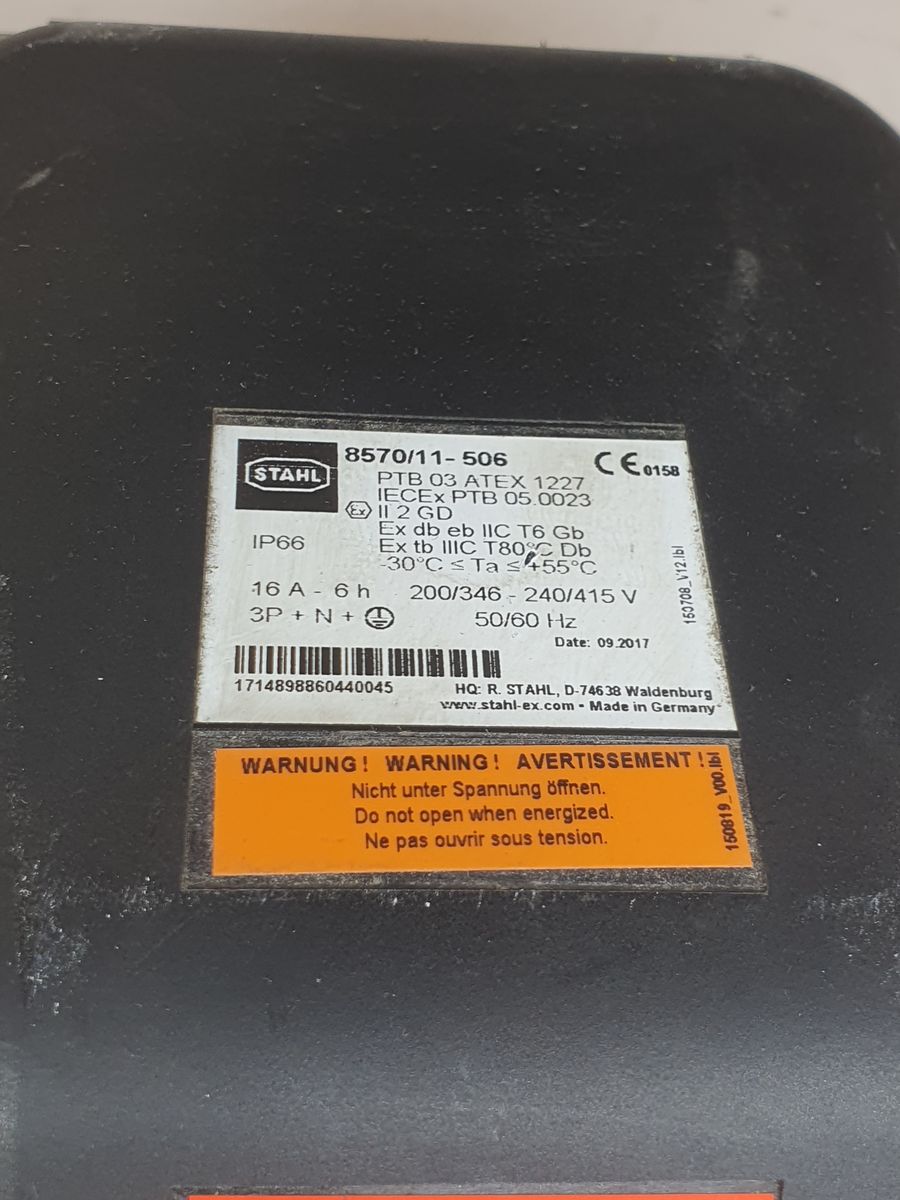 STAHL
8570/11-506
CE 0158
PTB 03 ATEX 1227
IECEx PTB 05.0023
Ex II 2 GD
Ex db eb IIC T6 Gb
IP66
Ex tb IIIC T80°C Db
-30°C ≤ Ta ≤ +55°C
16 A - 6 h 200/346 - 240/415 V
3P + N + ⏚ 50/60 Hz
Date: 09.2017
150708_V12.lbl
1714898860440045
HQ: R. STAHL, D-74638 Waldenburg
www.stahl-ex.com • Made in Germany
WARNUNG! WARNING! AVERTISSEMENT!
Nicht unter Spannung öffnen.
Do not open when energized.
Ne pas ouvrir sous tension.
150819_V00.lbl